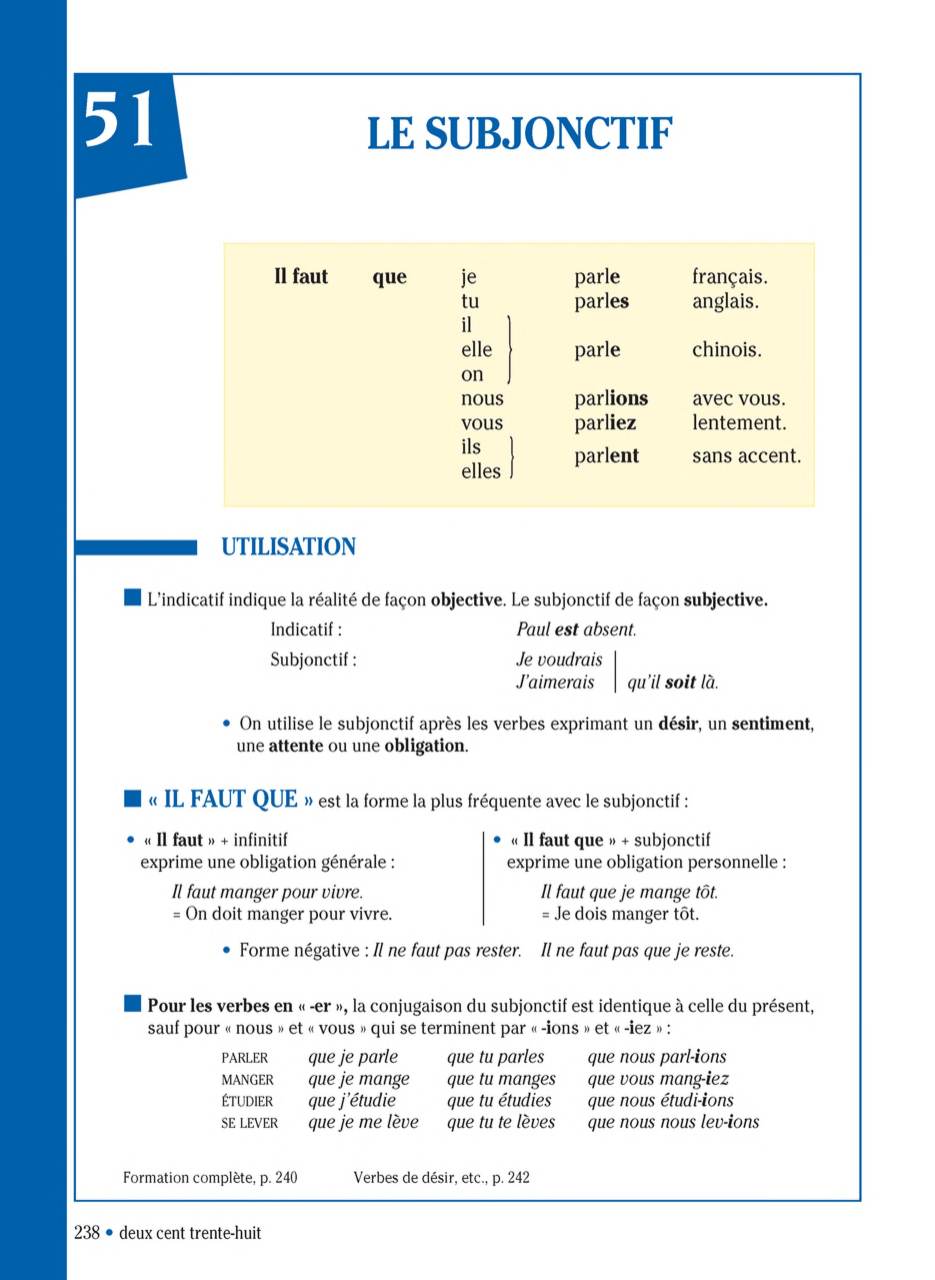 51
LE SUBJONCTIF
Il faut que je parle français.
tu parles anglais.
il
elle parle chinois.
on
nous parlions avec vous.
vous parliez lentement.
ils
parlent sans accent.
elles
UTILISATION
L'indicatif indique la réalité de façon objective. Le subjonctif de façon subjective.
Indicatif : Paul est absent.
Subjonctif : Je voudrais
J'aimerais qu'il soit là.
• On utilise le subjonctif après les verbes exprimant un désir, un sentiment,
une attente ou une obligation.
« IL FAUT QUE » est la forme la plus fréquente avec le subjonctif :
• « Il faut » + infinitif
exprime une obligation générale :
Il faut manger pour vivre.
= On doit manger pour vivre.
• « Il faut que » + subjonctif
exprime une obligation personnelle :
Il faut que je mange tôt.
= Je dois manger tôt.
• Forme négative : Il ne faut pas rester. Il ne faut pas que je reste.
Pour les verbes en « -er », la conjugaison du subjonctif est identique à celle du présent,
sauf pour « nous » et « vous » qui se terminent par « -ions » et « -iez » :
PARLER que je parle que tu parles que nous parl-ions
MANGER que je mange que tu manges que vous mang-iez
ÉTUDIER que j'étudie que tu étudies que nous étudi-ions
SE LEVER que je me lève que tu te lèves que nous nous lev-ions
Formation complète, p. 240 Verbes de désir, etc., p. 242
238 • deux cent trente-huit